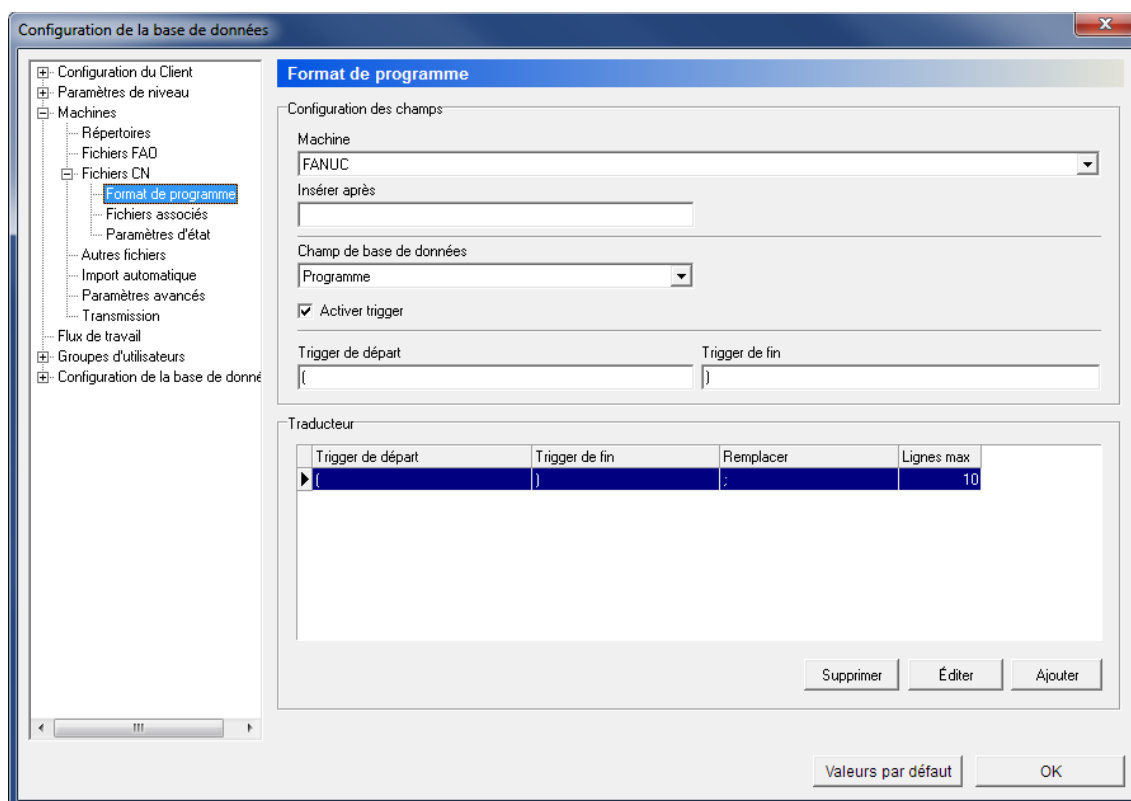 Configuration de la base de données
Configuration du Client
Paramètres de niveau
Machines
Répertoires
Fichiers FAO
Fichiers CN
Format de programme
Fichiers associés
Paramètres d'état
Autres fichiers
Import automatique
Paramètres avancés
Transmission
Flux de travail
Groupes d'utilisateurs
Configuration de la base de donné
Format de programme
Configuration des champs
Machine
FANUC
Insérer après
Champ de base de données
Programme
Activer trigger
Trigger de départ Trigger de fin
( )
Traducteur
Trigger de départ Trigger de fin Remplacer Lignes max
( ) ; 10
Supprimer Éditer Ajouter
Valeurs par défaut OK